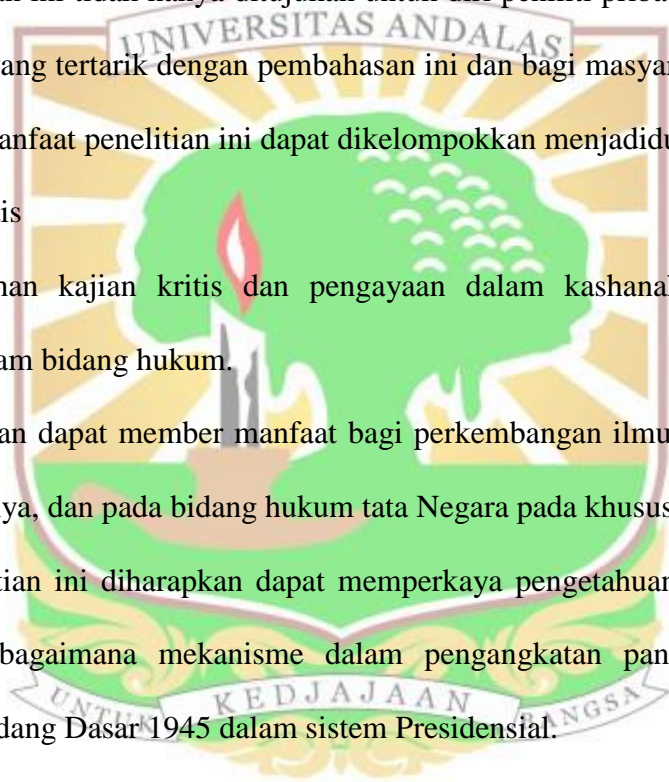 UNIVERSITAS ANDALAS
ang tertarik dengan pembahasan ini dan bagi masyar
anfaat penelitian ini dapat dikelompokkan menjadidu
tis
han kajian kritis dan pengayaan dalam kashanal
am bidang hukum.
an dapat member manfaat bagi perkembangan ilmu
ya, dan pada bidang hukum tata Negara pada khusus
tian ini diharapkan dapat memperkaya pengetahuan
bagaimana mekanisme dalam pengangkatan pan
dang Dasar 1945 dalam sistem Presidensial.
UNTUK KEDJAJAAN BANGSA